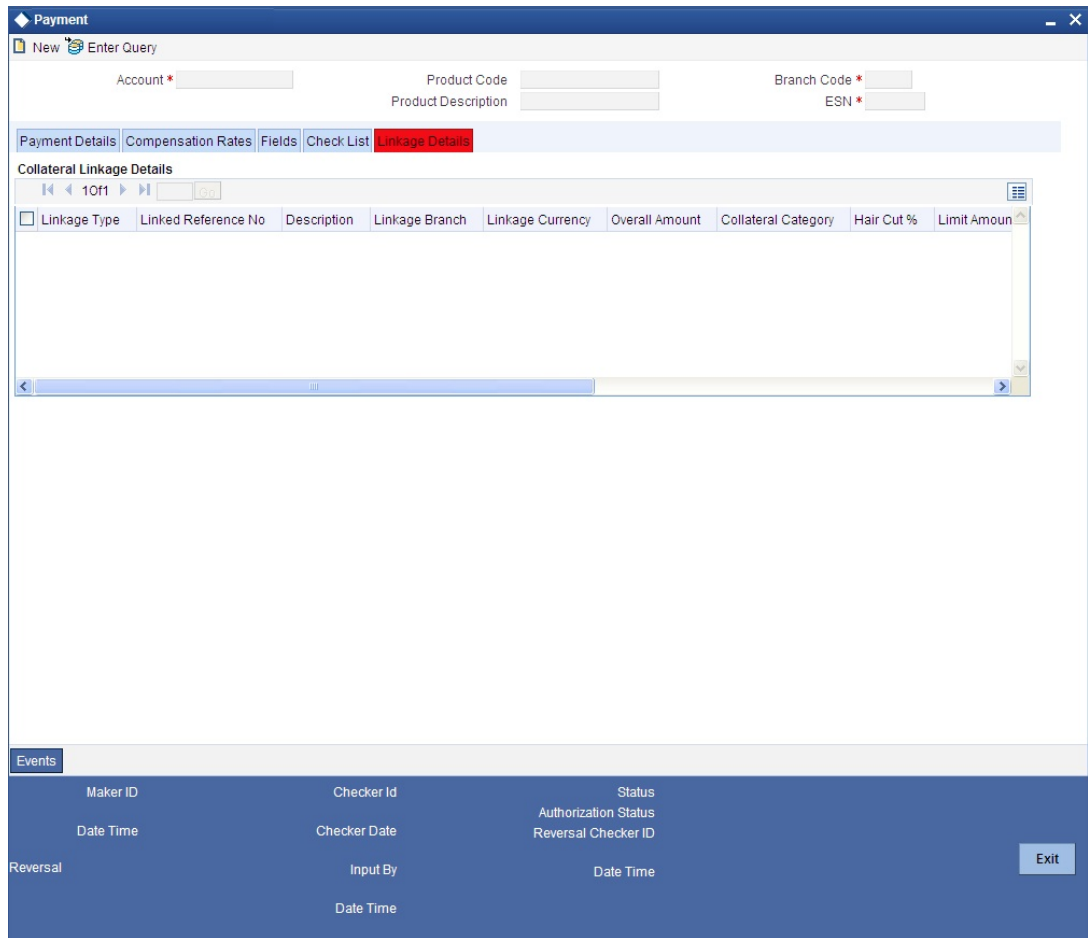 Payment
New Enter Query
Account * Product Code Branch Code *
Product Description ESN *
Payment Details Compensation Rates Fields Check List Linkage Details
Collateral Linkage Details
1Of1 Go
Linkage Type Linked Reference No Description Linkage Branch Linkage Currency Overall Amount Collateral Category Hair Cut % Limit Amoun
Events
Maker ID Checker Id Status
Authorization Status
Date Time Checker Date Reversal Checker ID
Reversal Input By Date Time
Exit
Date Time